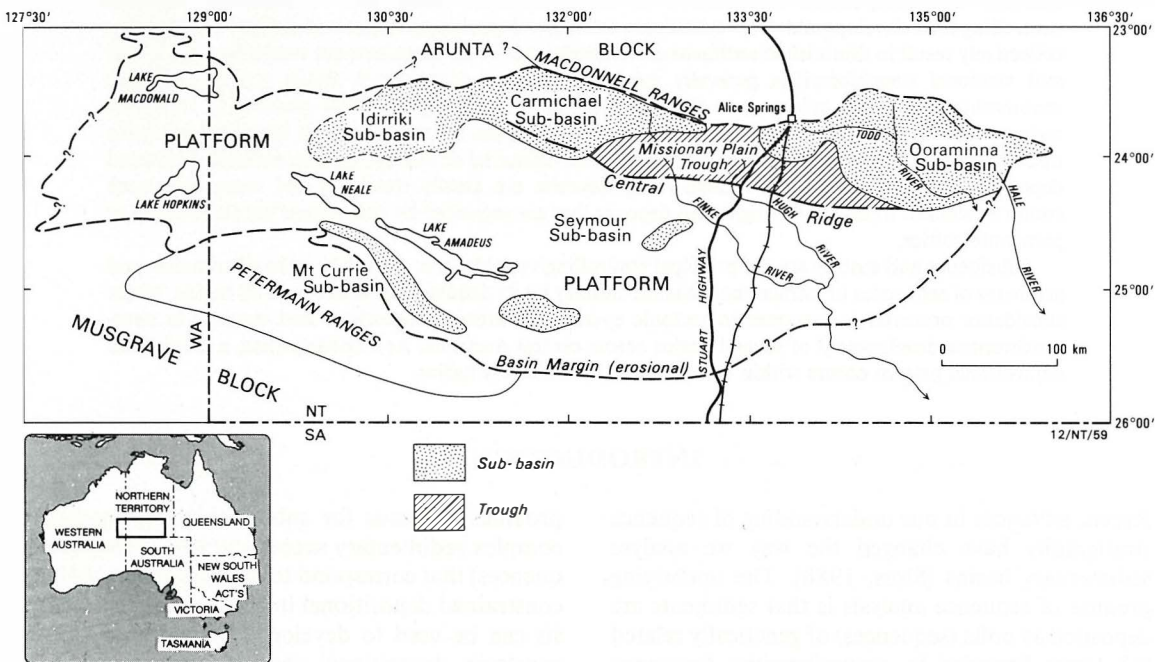 127°30'
129°00'
130°30'
132°00'
133°30'
135°00'
136°30'
23°00'
ARUNTA ?
BLOCK
MACDONNELL RANGES
LAKE
MACDONALD
Alice Springs
Carmichael
Sub-basin
Idirriki
Sub-basin
PLATFORM
TODD
RIVER
Ooraminna
Sub-basin
Missionary Plain
Trough
24°00'
LAKE
NEALE
LAKE HOPKINS
Central
Ridge
FINKE
RIVER
HUGH
RIVER
HALE
RIVER
Seymour
Sub-basin
LAKE
AMADEUS
Mt Currie
Sub-basin
PLATFORM
25°00'
PETERMANN RANGES
MUSGRAVE
BLOCK
WA
STUART
HIGHWAY
Basin Margin (erosional)
0
100 km
NT
SA
26°00'
12/NT/59
Sub-basin
Trough
NORTHERN
TERRITORY
QUEENSLAND
WESTERN
AUSTRALIA
SOUTH
AUSTRALIA
NEW SOUTH
WALES
ACT'S
VICTORIA
TASMANIA